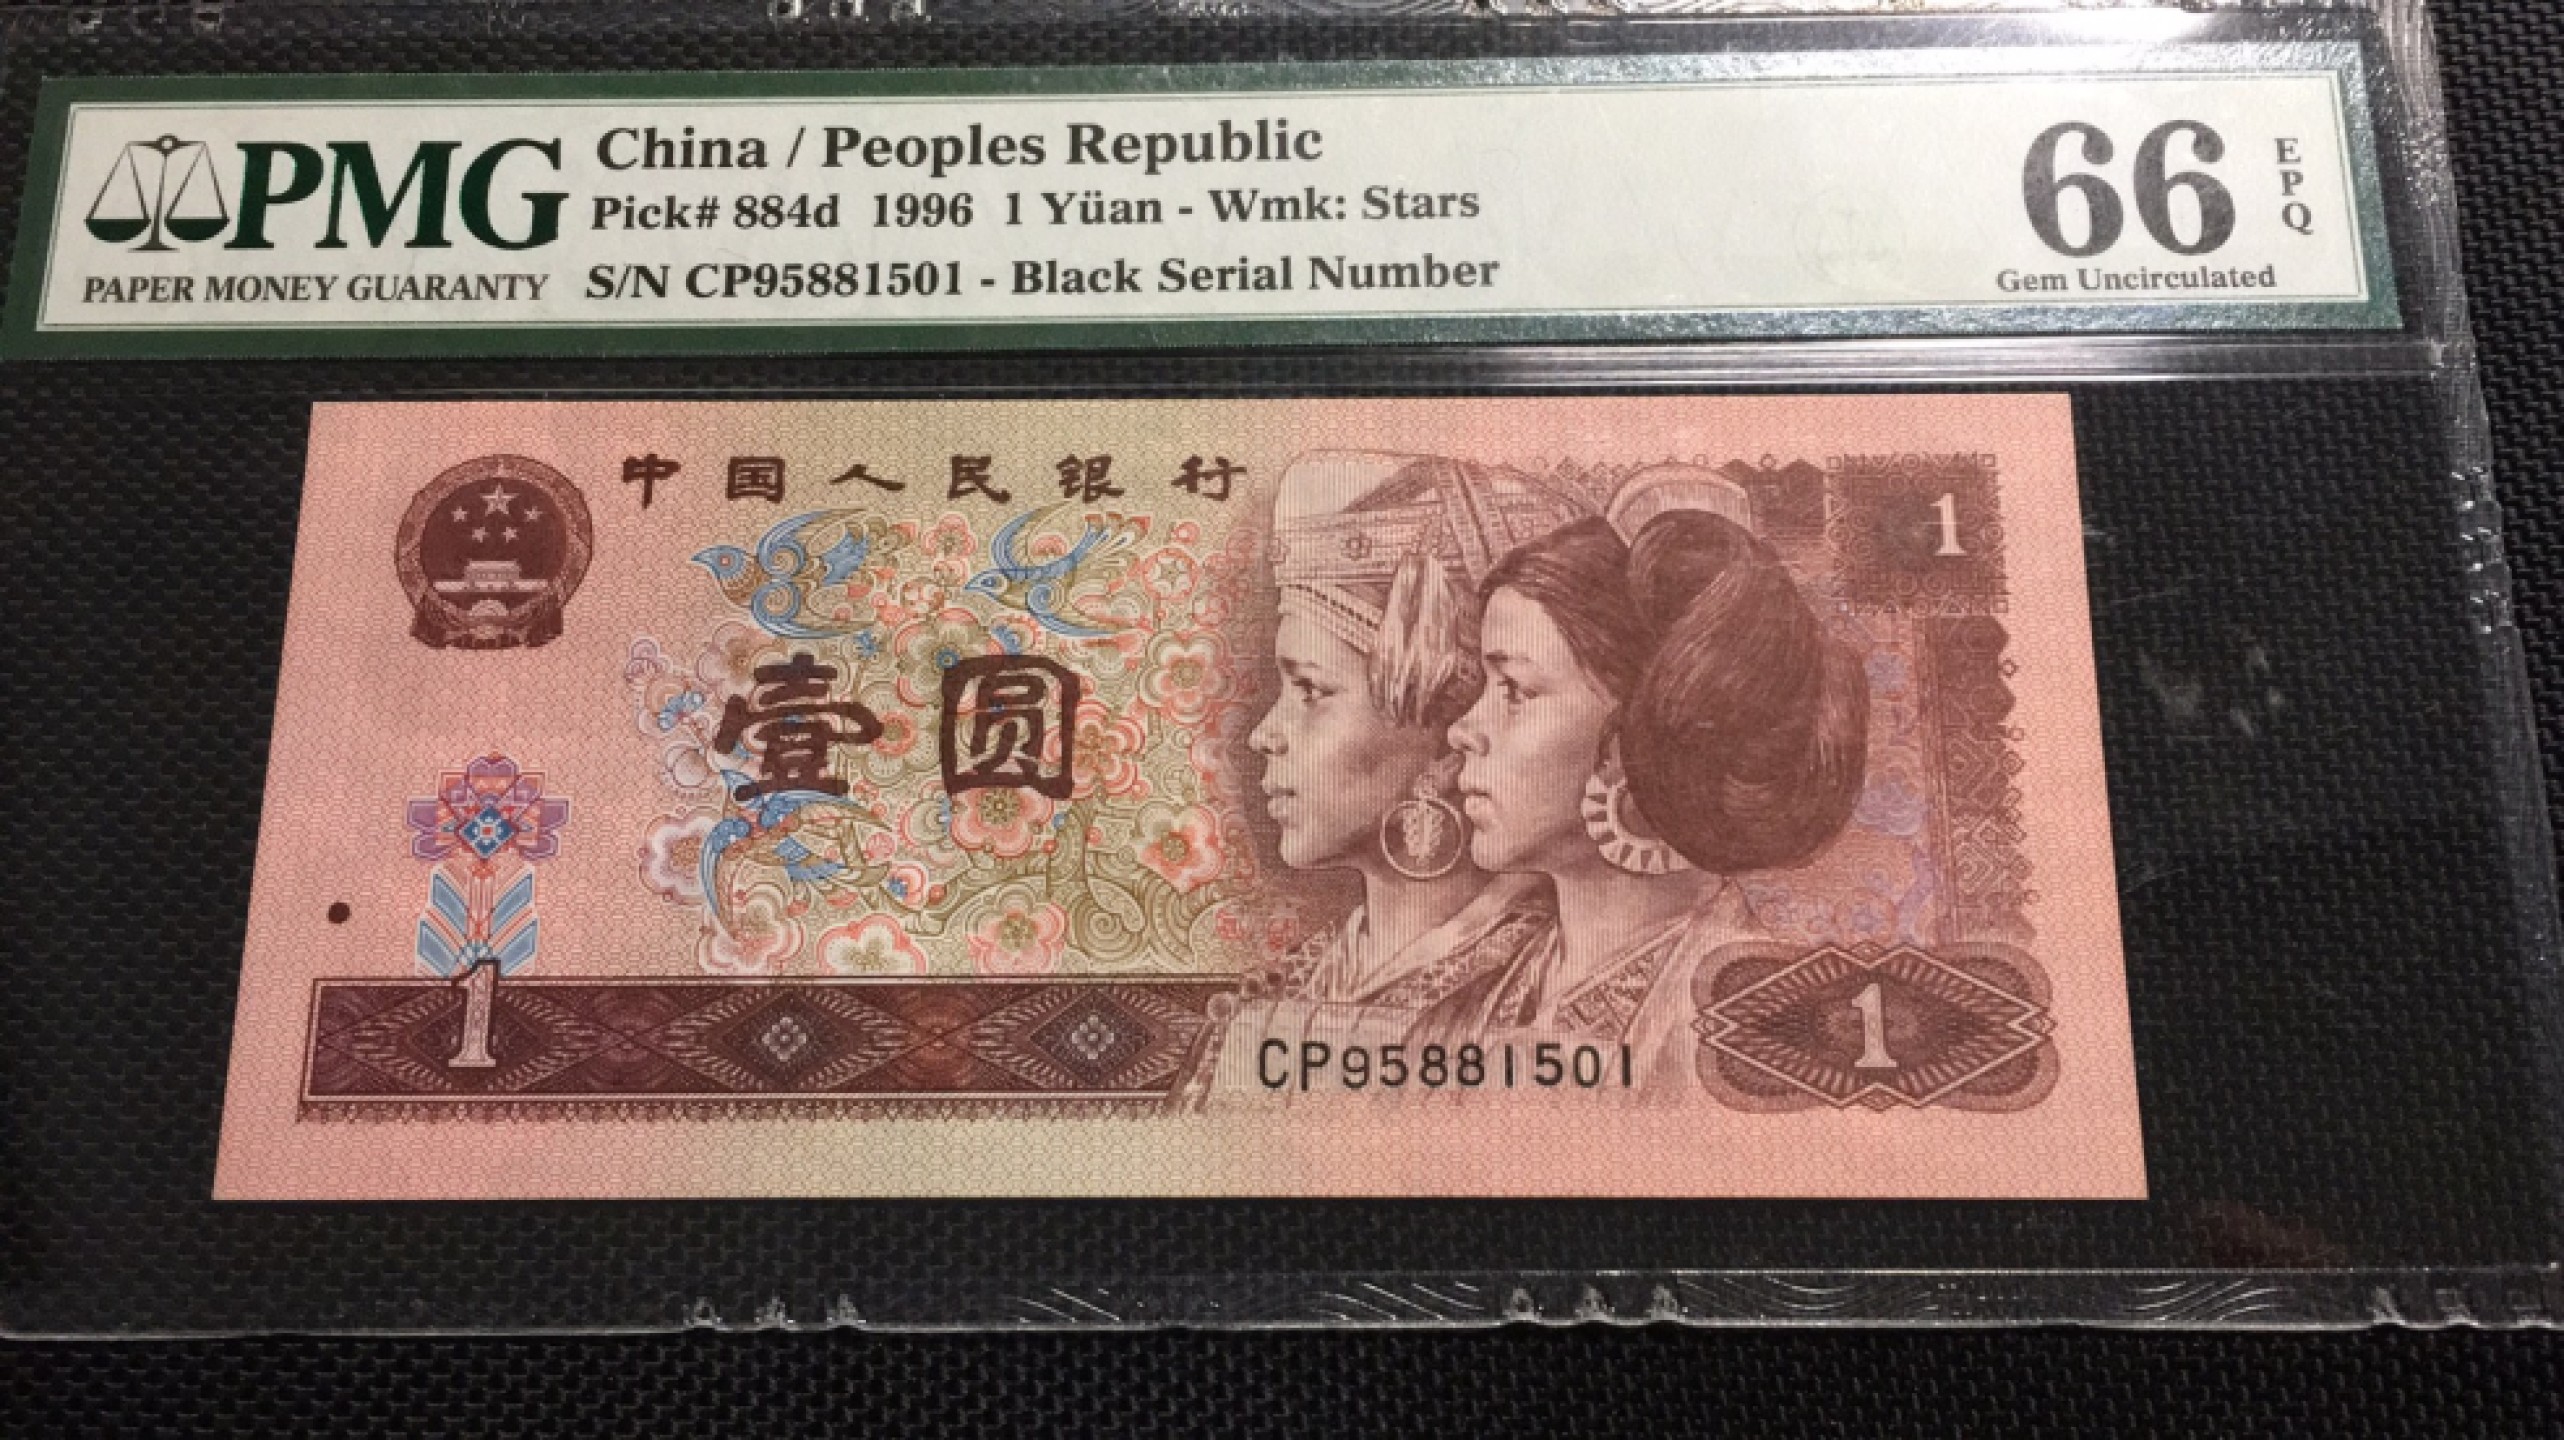 PMG
PAPER MONEY GUARANTY
China / Peoples Republic
Pick# 884d 1996 1 Yüan - Wmk: Stars
S/N CP95881501 - Black Serial Number
66
EPQ
Gem Uncirculated
中国人民银行
1
壹圆
1
CP95881501
1